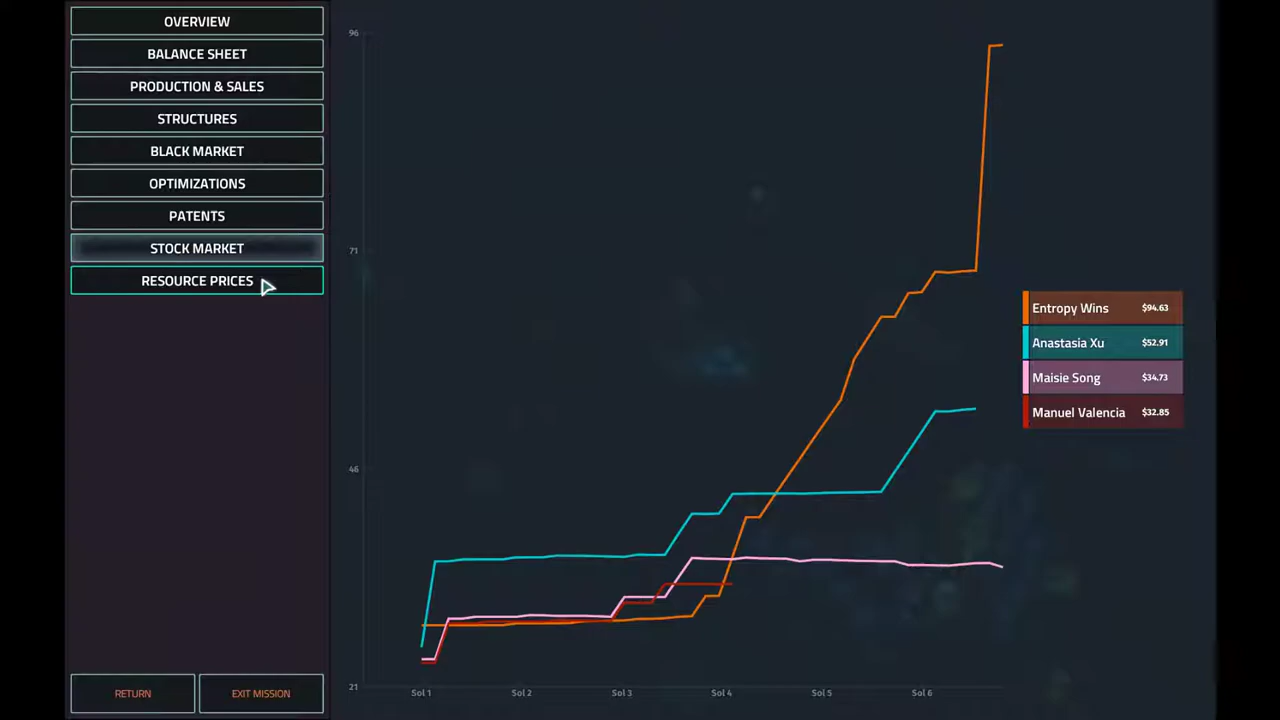 OVERVIEW
BALANCE SHEET
PRODUCTION & SALES
STRUCTURES
BLACK MARKET
OPTIMIZATIONS
PATENTS
STOCK MARKET
RESOURCE PRICES
RETURN
EXIT MISSION
96
71
46
21
Sol 1
Sol 2
Sol 3
Sol 4
Sol 5
Sol 6
Entropy Wins $94.63
Anastasia Xu $52.91
Maisie Song $34.73
Manuel Valencia $32.85